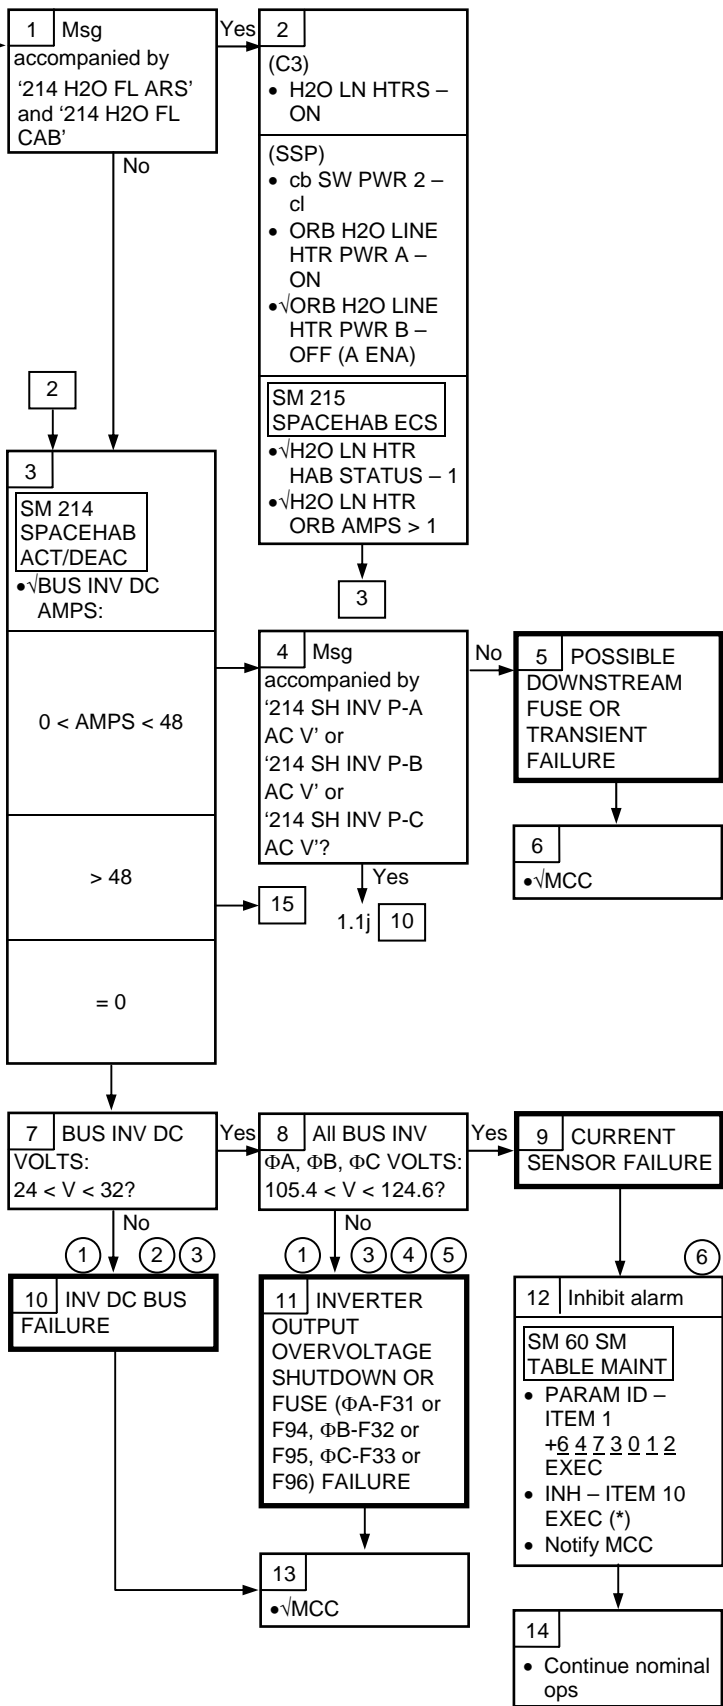 1 Msg
accompanied by
‘214 H2O FL ARS’
and ‘214 H2O FL
CAB’
Yes
No
2
(C3)
• H2O LN HTRS –
ON
(SSP)
• cb SW PWR 2 –
cl
• ORB H2O LINE
HTR PWR A –
ON
•√ORB H2O LINE
HTR PWR B –
OFF (A ENA)
SM 215
SPACEHAB ECS
•√H2O LN HTR
HAB STATUS – 1
•√H2O LN HTR
ORB AMPS > 1
3
2
3
SM 214
SPACEHAB
ACT/DEAC
•√BUS INV DC
AMPS:
0 < AMPS < 48
> 48
= 0
4 Msg
accompanied by
‘214 SH INV P-A
AC V’ or
‘214 SH INV P-B
AC V’ or
‘214 SH INV P-C
AC V’?
No
Yes
1.1j 10
15
5 POSSIBLE
DOWNSTREAM
FUSE OR
TRANSIENT
FAILURE
6
•√MCC
7 BUS INV DC
VOLTS:
24 < V < 32?
Yes
No
8 All BUS INV
ΦA, ΦB, ΦC VOLTS:
105.4 < V < 124.6?
Yes
No
9 CURRENT
SENSOR FAILURE
1 2 3
10 INV DC BUS
FAILURE
1 3 4 5
11 INVERTER
OUTPUT
OVERVOLTAGE
SHUTDOWN OR
FUSE (ΦA-F31 or
F94, ΦB-F32 or
F95, ΦC-F33 or
F96) FAILURE
6
12 Inhibit alarm
SM 60 SM
TABLE MAINT
• PARAM ID –
ITEM 1
+6 4 7 3 0 1 2
EXEC
• INH – ITEM 10
EXEC (*)
• Notify MCC
13
•√MCC
14
• Continue nominal
ops